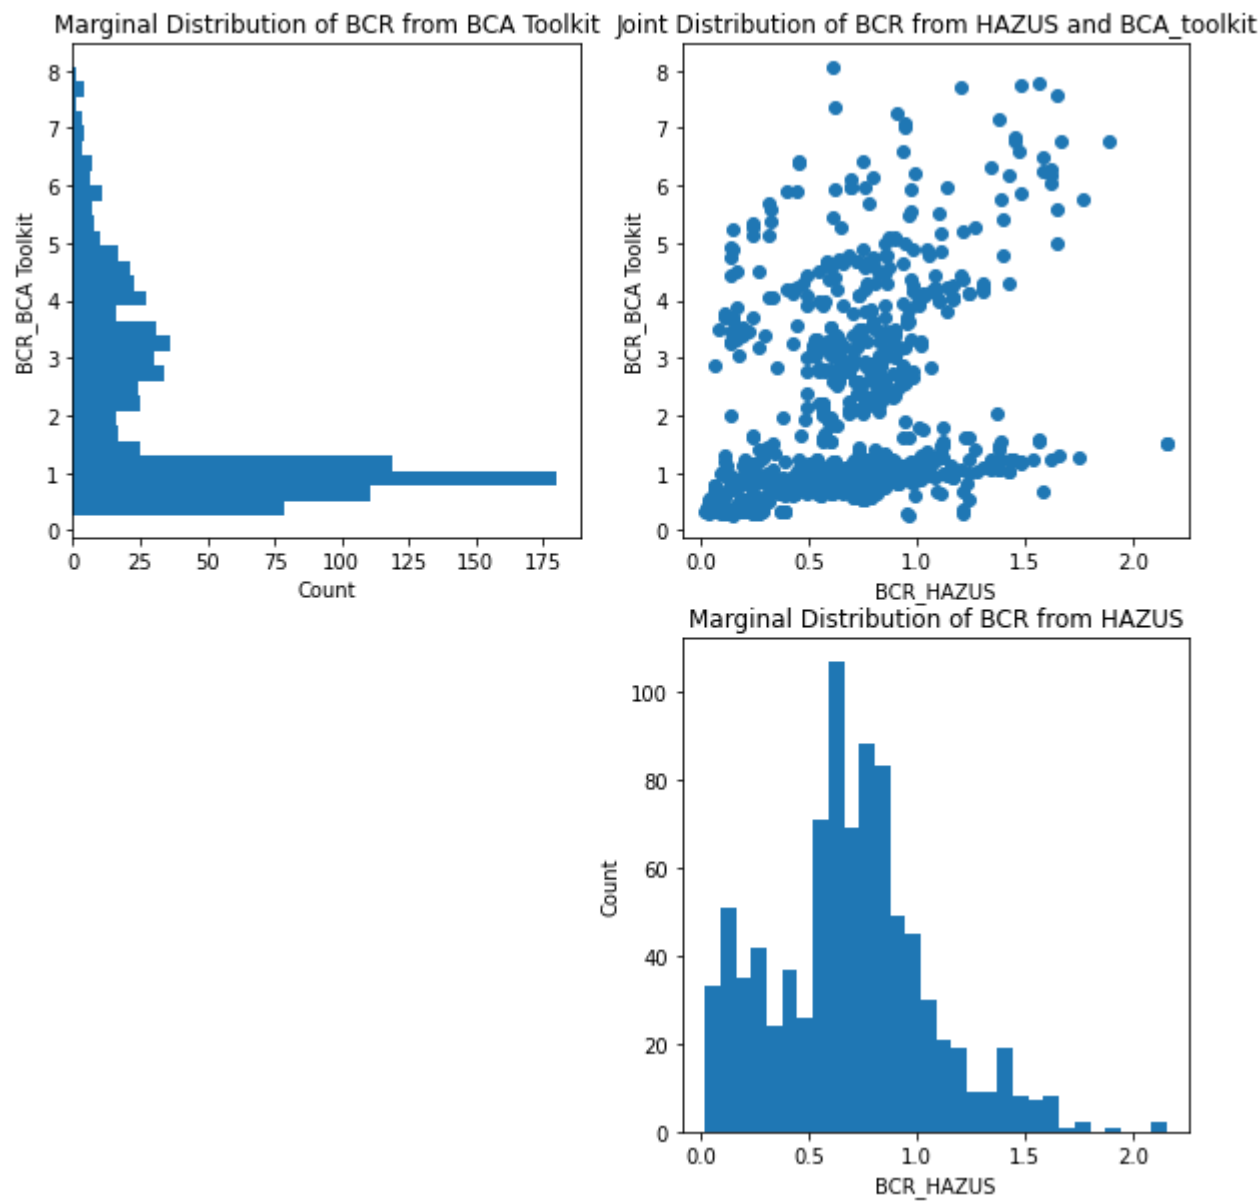 Marginal Distribution of BCR from BCA Toolkit
8
7
6
5
4
3
2
1
0
BCR_BCA Toolkit
0 25 50 75 100 125 150 175
Count
Joint Distribution of BCR from HAZUS and BCA_toolkit
8
7
6
5
4
3
2
1
0
BCR_BCA Toolkit
0.0 0.5 1.0 1.5 2.0
BCR_HAZUS
Marginal Distribution of BCR from HAZUS
100
80
60
40
20
0
Count
0.0 0.5 1.0 1.5 2.0
BCR_HAZUS